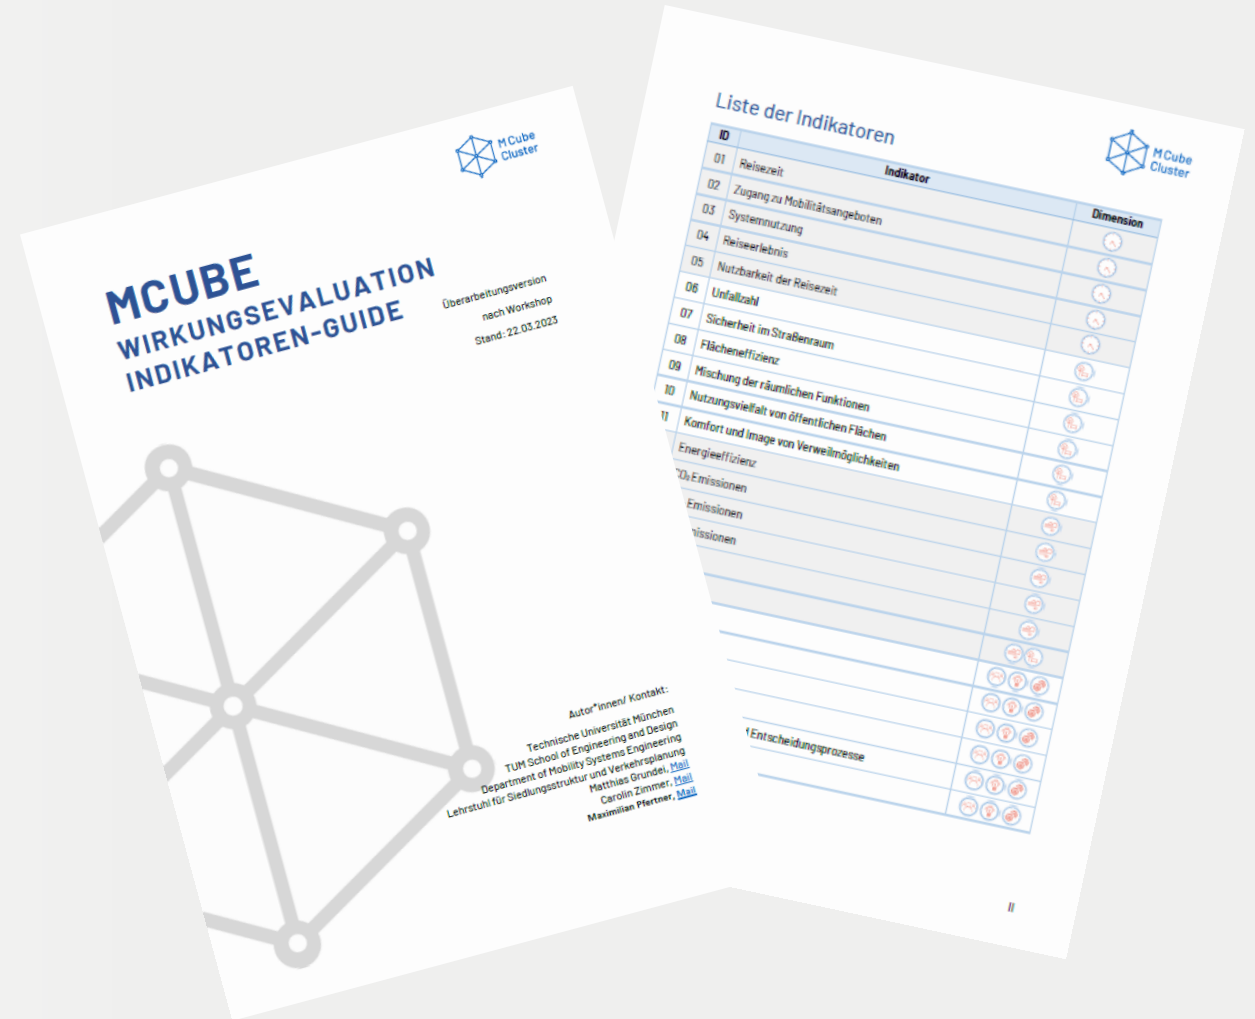 M Cube
Cluster
MCUBE
WIRKUNGSEVALUATION
INDIKATOREN-GUIDE
Überarbeitungsversion
nach Workshop
Stand: 22.03.2023
Autor*innen/ Kontakt:
Technische Universität München
TUM School of Engineering and Design
Department of Mobility Systems Engineering
Lehrstuhl für Siedlungsstruktur und Verkehrsplanung
Matthias Grundei, Mail
Carolin Zimmer, Mail
Maximilian Pfertner, Mail
M Cube
Cluster
Liste der Indikatoren
ID Indikator Dimension
01 Reisezeit
02 Zugang zu Mobilitätsangeboten
03 Systemnutzung
04 Reiseerlebnis
05 Nutzbarkeit der Reisezeit
06 Unfallzahl
07 Sicherheit im Straßenraum
08 Flächeneffizienz
09 Mischung der räumlichen Funktionen
10 Nutzungsvielfalt von öffentlichen Flächen
11 Komfort und Image von Verweilmöglichkeiten
Energieeffizienz
CO₂ Emissionen
Emissionen
missionen
Entscheidungsprozesse
II